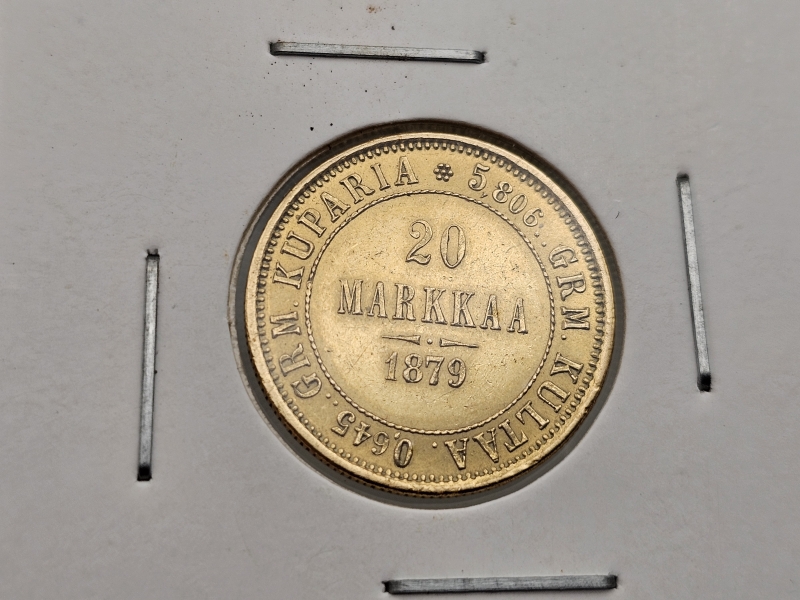 20
MARKKAA
1879
5,806.. GRM. KULTAA. 0,645.. GRM. KUPARIA